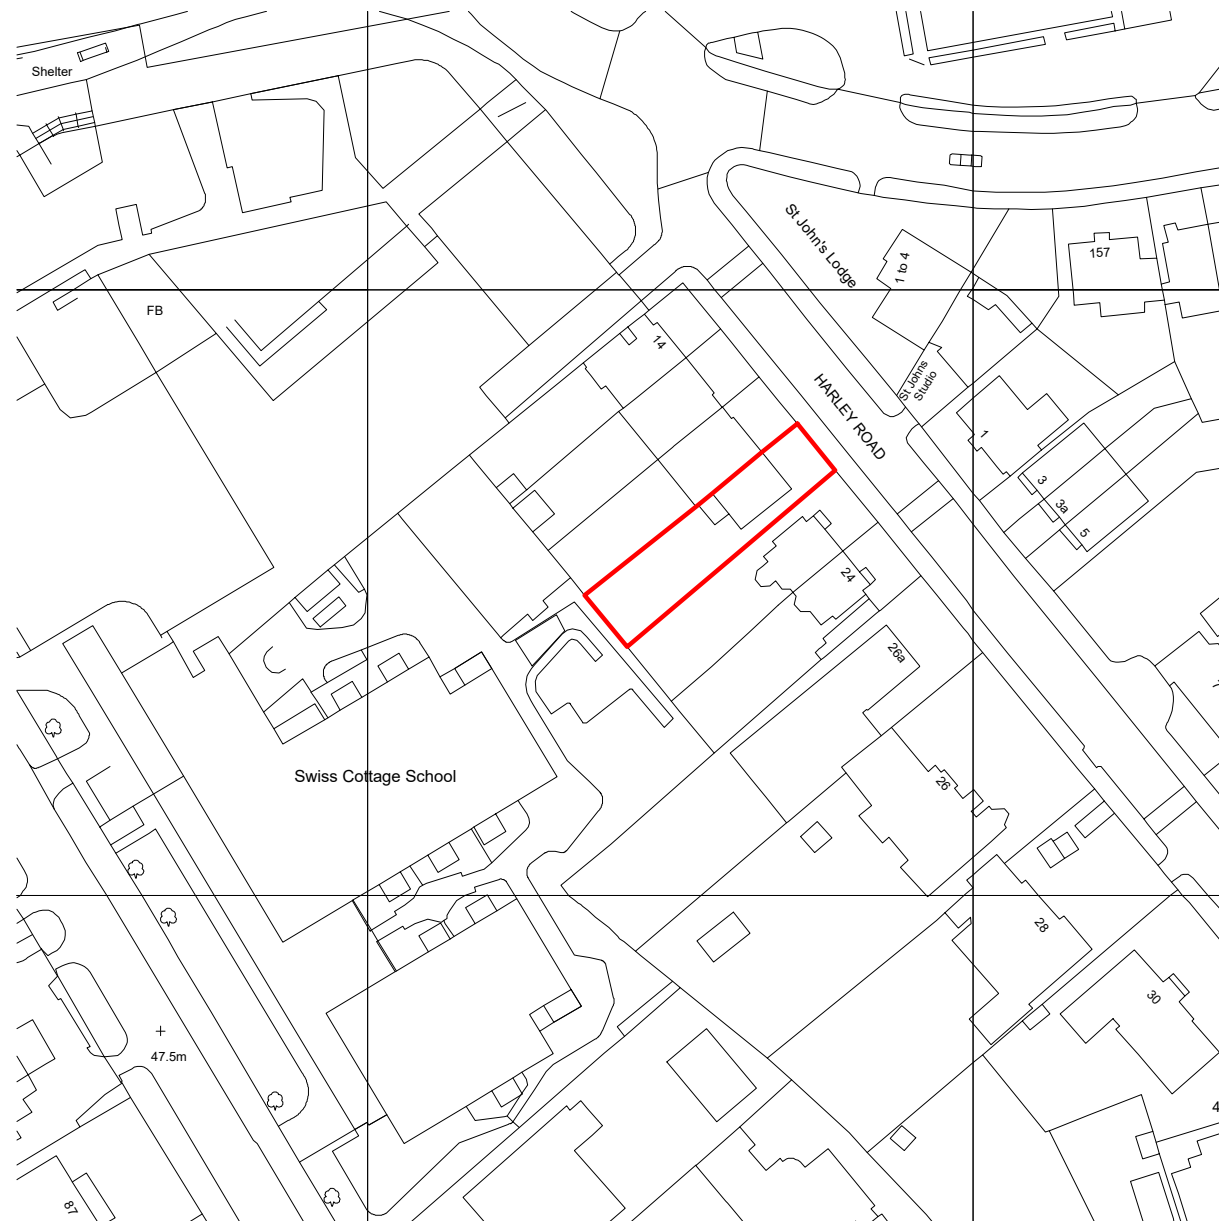 Shelter
St John's Lodge
1 to 4
157
FB
14
HARLEY ROAD
St Johns
Studio
1
3
3a
5
24
26a
Swiss Cottage School
26
28
30
47.5m
4
87